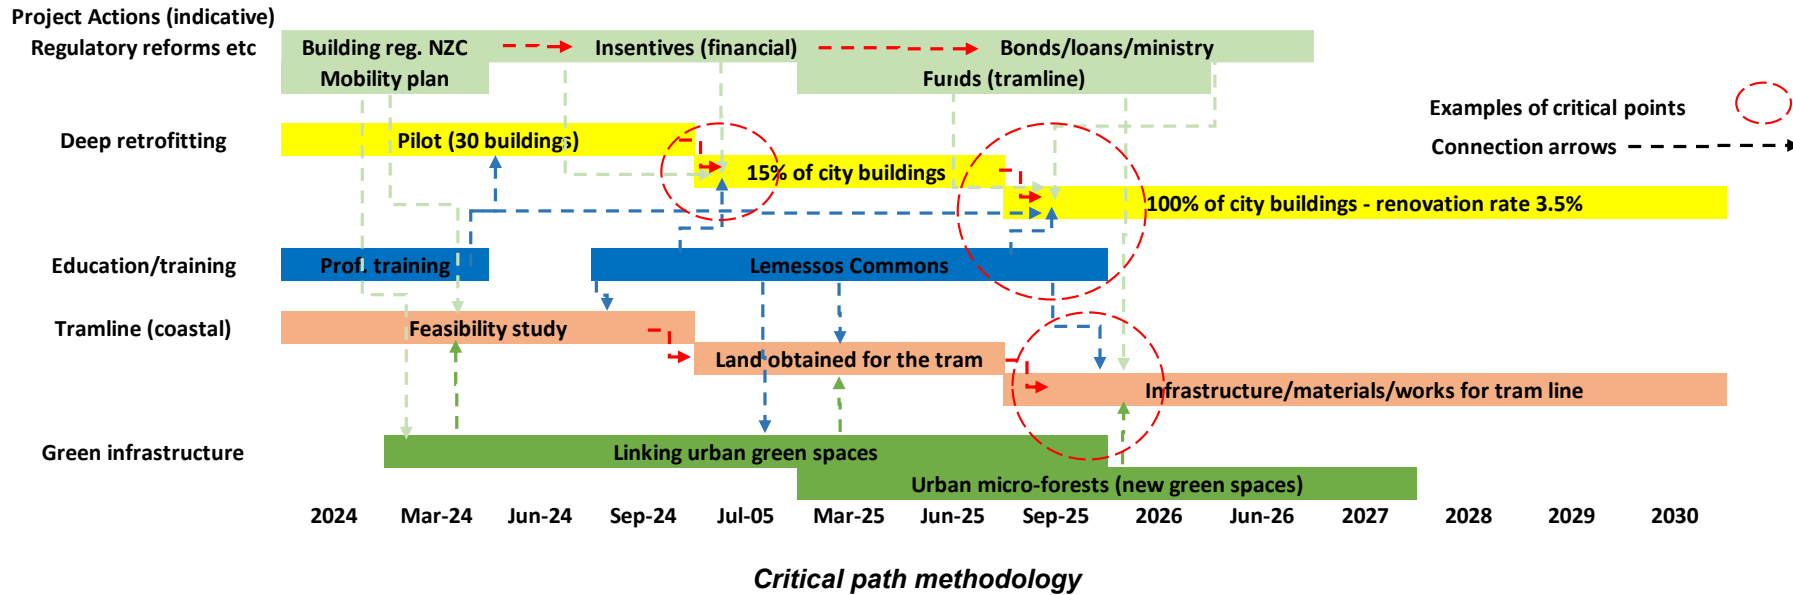 Project Actions (indicative)
Regulatory reforms etc
Building reg. NZC
Insentives (financial)
Bonds/loans/ministry
Mobility plan
Funds (tramline)
Examples of critical points
Connection arrows
Deep retrofitting
Pilot (30 buildings)
15% of city buildings
100% of city buildings - renovation rate 3.5%
Education/training
Prof. training
Lemessos Commons
Tramline (coastal)
Feasibility study
Land obtained for the tram
Infrastructure/materials/works for tram line
Green infrastructure
Linking urban green spaces
Urban micro-forests (new green spaces)
2024 Mar-24 Jun-24 Sep-24 Jul-05 Mar-25 Jun-25 Sep-25 2026 Jun-26 2027 2028 2029 2030
Critical path methodology